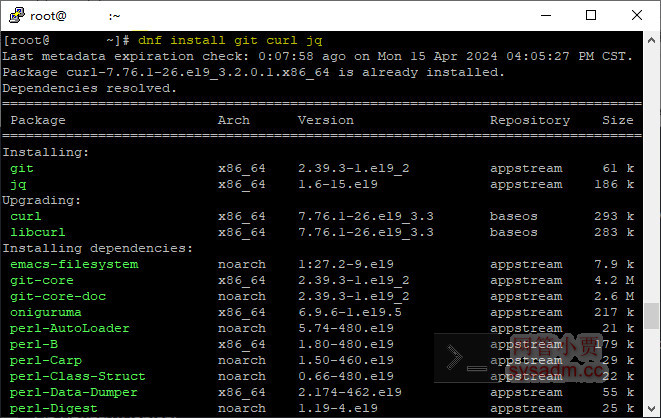 root@ :~
[root@ ~]# dnf install git curl jq
Last metadata expiration check: 0:07:58 ago on Mon 15 Apr 2024 04:05:27 PM CST.
Package curl-7.76.1-26.el9_3.2.0.1.x86_64 is already installed.
Dependencies resolved.
================================================================================
Package Arch Version Repository Size
================================================================================
Installing:
git x86_64 2.39.3-1.el9_2 appstream 61 k
jq x86_64 1.6-15.el9 appstream 186 k
Upgrading:
curl x86_64 7.76.1-26.el9_3.3 baseos 293 k
libcurl x86_64 7.76.1-26.el9_3.3 baseos 283 k
Installing dependencies:
emacs-filesystem noarch 1:27.2-9.el9 appstream 7.9 k
git-core x86_64 2.39.3-1.el9_2 appstream 4.2 M
git-core-doc noarch 2.39.3-1.el9_2 appstream 2.6 M
oniguruma x86_64 6.9.6-1.el9.5 appstream 217 k
perl-AutoLoader noarch 5.74-480.el9 appstream 21 k
perl-B x86_64 1.80-480.el9 appstream 179 k
perl-Carp noarch 1.50-460.el9 appstream 29 k
perl-Class-Struct noarch 0.66-480.el9 appstream 22 k
perl-Data-Dumper x86_64 2.174-462.el9 appstream 55 k
perl-Digest noarch 1.19-4.el9 appstream 25 k
>_ 网管小贾
sysadm.cc